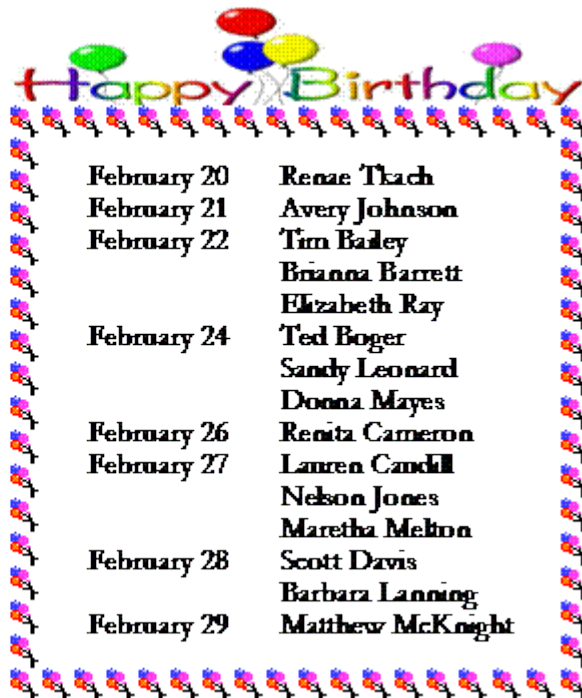 Happy Birthday
February 20 Renae Tkach
February 21 Avery Johnson
February 22 Tim Bailey
Brianna Barrett
Elizabeth Ray
February 24 Ted Boger
Sandy Leonard
Donna Mayes
February 26 Renita Cameron
February 27 Lauren Caudill
Nelson Jones
Maretha Melton
February 28 Scott Davis
Barbara Lanning
February 29 Matthew McKnight